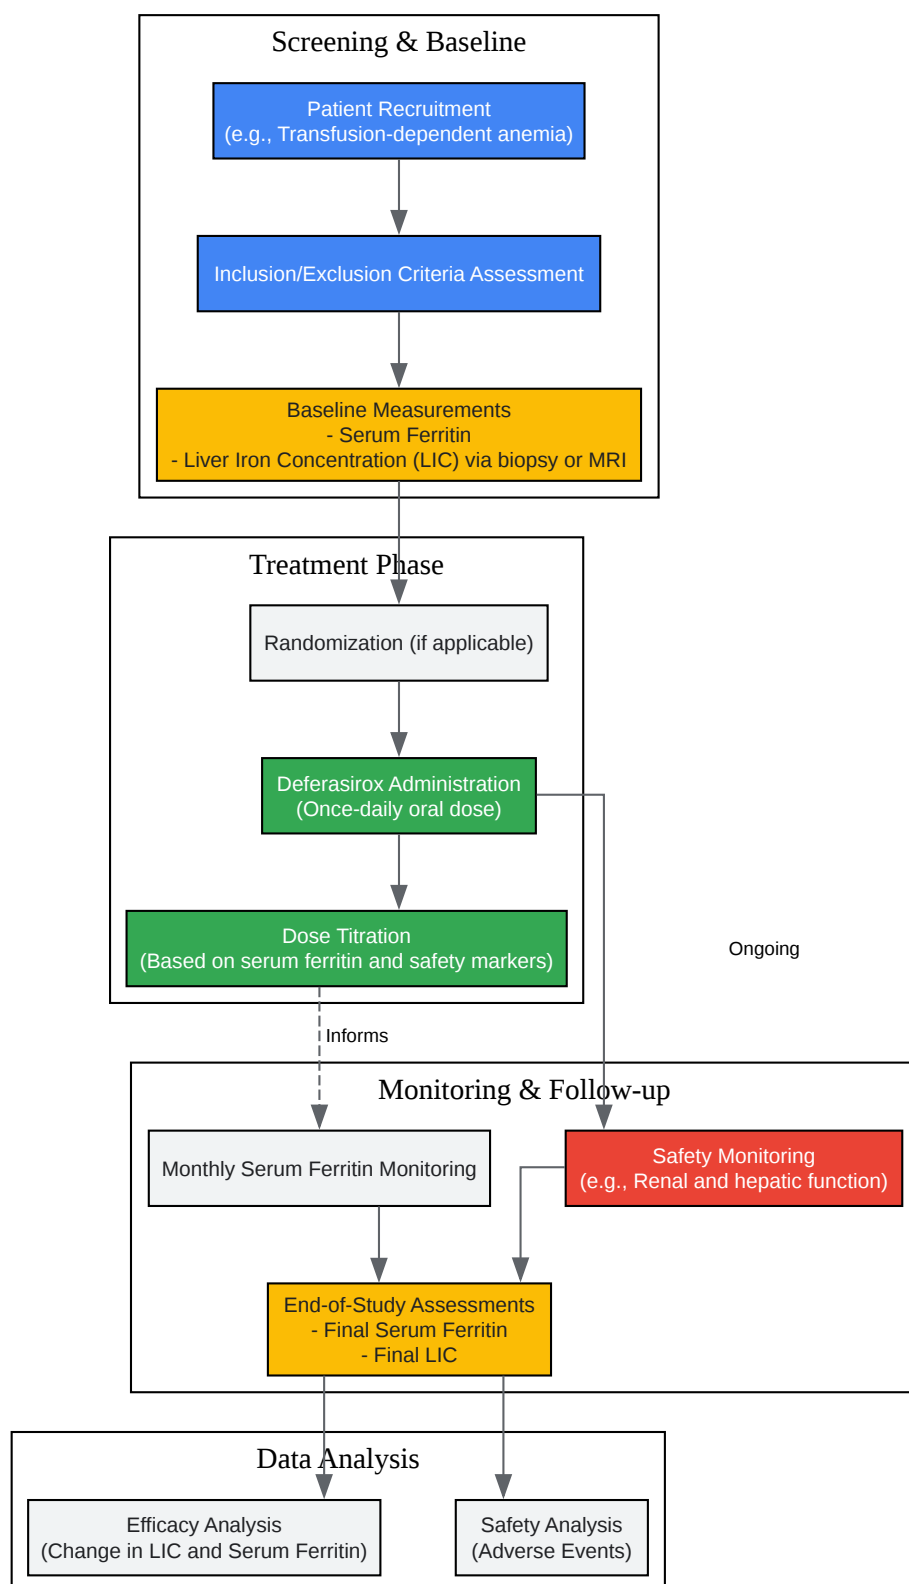 Screening & Baseline
Patient Recruitment
(e.g., Transfusion-dependent anemia)
Inclusion/Exclusion Criteria Assessment
Baseline Measurements
- Serum Ferritin
- Liver Iron Concentration (LIC) via biopsy or MRI
Treatment Phase
Randomization (if applicable)
Deferasirox Administration
(Once-daily oral dose)
Dose Titration
(Based on serum ferritin and safety markers)
Ongoing
Informs
Monitoring & Follow-up
Monthly Serum Ferritin Monitoring
Safety Monitoring
(e.g., Renal and hepatic function)
End-of-Study Assessments
- Final Serum Ferritin
- Final LIC
Data Analysis
Efficacy Analysis
(Change in LIC and Serum Ferritin)
Safety Analysis
(Adverse Events)